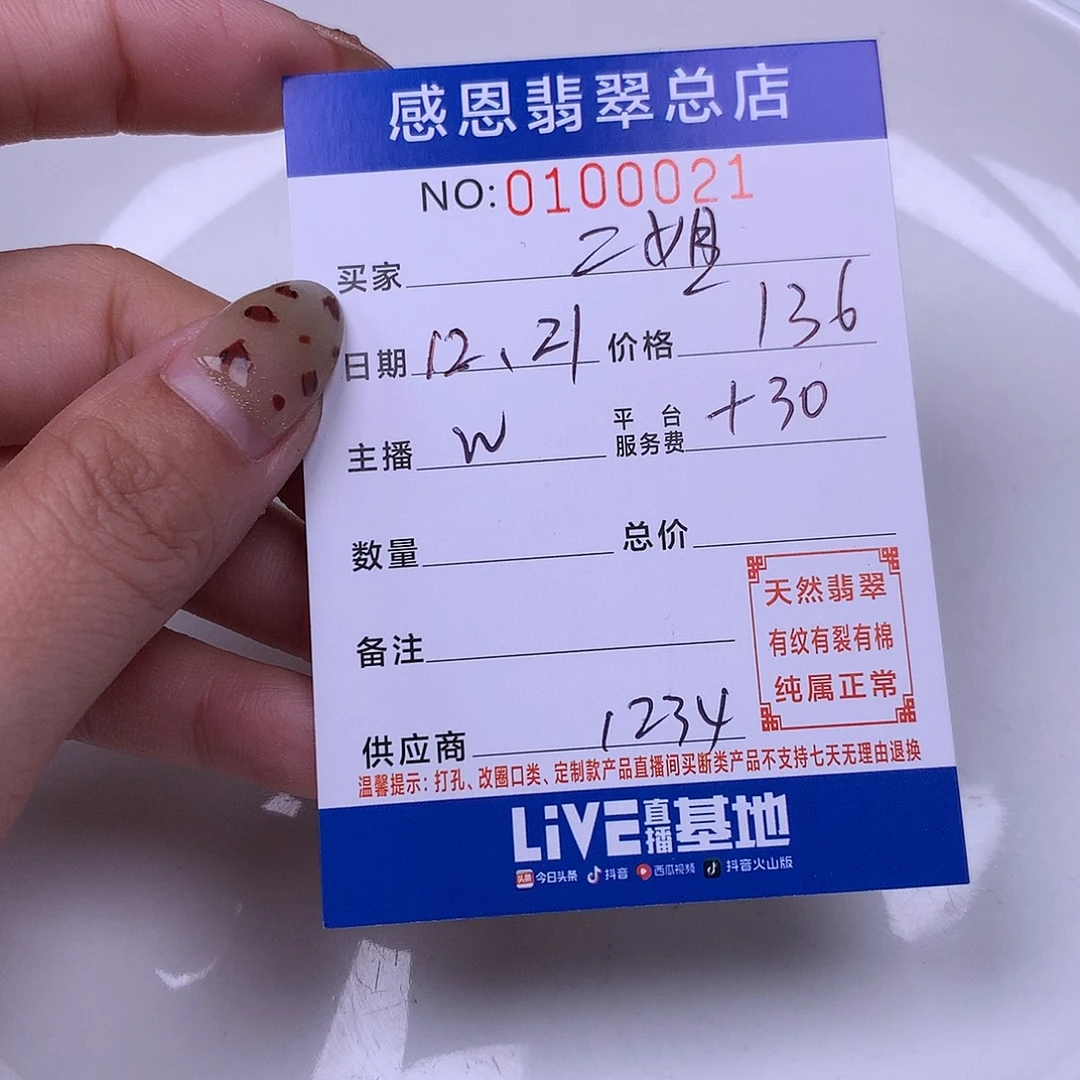 感恩翡翠总店
NO:0100021
买家 二姐
日期 12、21 价格 136
主播 W 平台服务费 +30
数量 总价
天然翡翠
有纹有裂有棉
纯属正常
备注
供应商 1234
温馨提示：打孔、改圈口类、定制款产品直播间买断类产品不支持七天无理由退换
LiVE直播基地
头条 今日头条 抖音 西瓜视频 抖音火山版